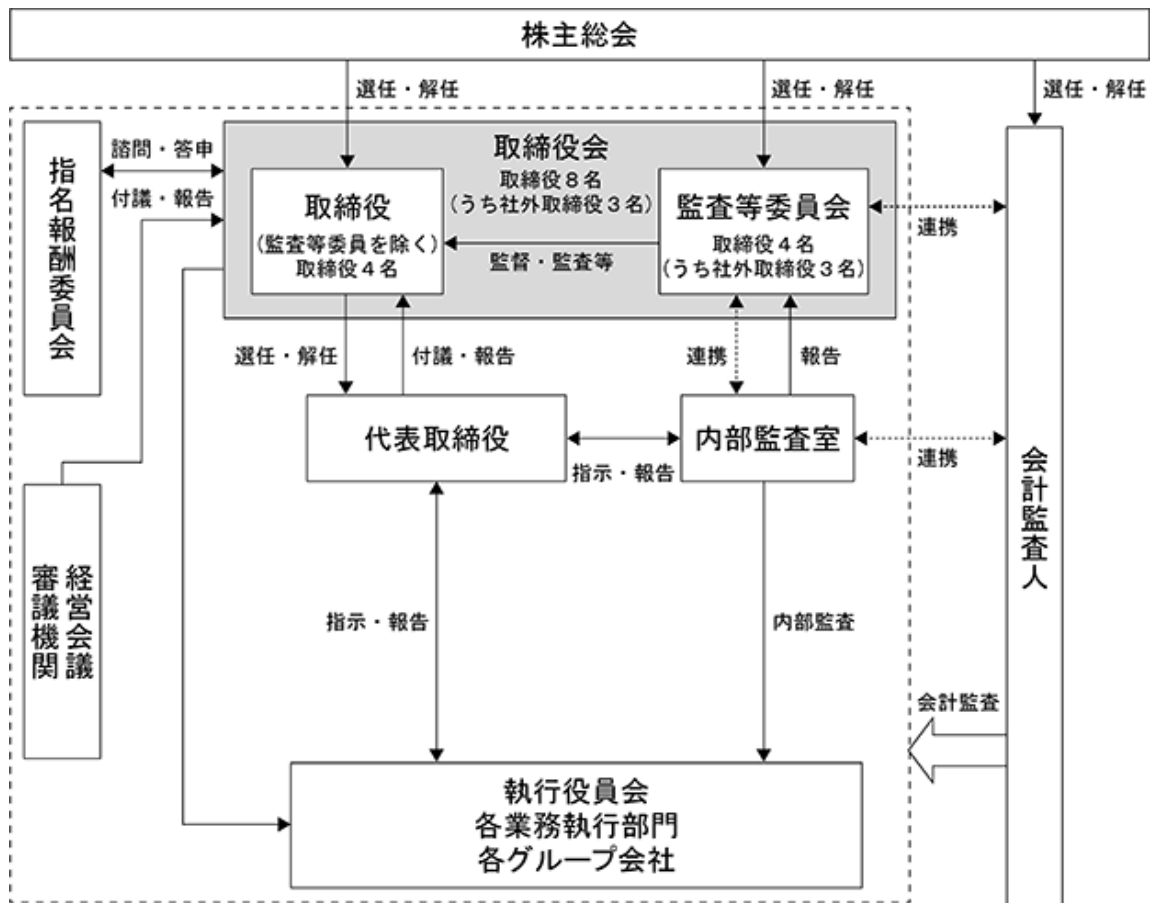 株主総会
選任・解任
選任・解任
選任・解任
諮問・答申
付議・報告
指名報酬委員会
取締役会
取締役8名
(うち社外取締役3名)
取締役
(監査等委員を除く)
取締役4名
監督・監査等
監査等委員会
取締役4名
(うち社外取締役3名)
連携
選任・解任
付議・報告
連携
報告
代表取締役
指示・報告
内部監査室
連携
会計監査人
経営会議
審議機関
指示・報告
内部監査
会計監査
執行役員会
各業務執行部門
各グループ会社